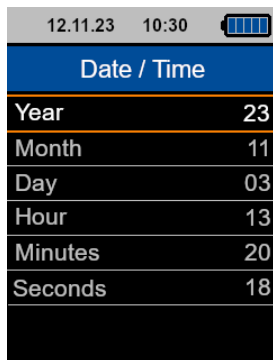 12.11.23 10:30
Date / Time
Year 23
Month 11
Day 03
Hour 13
Minutes 20
Seconds 18